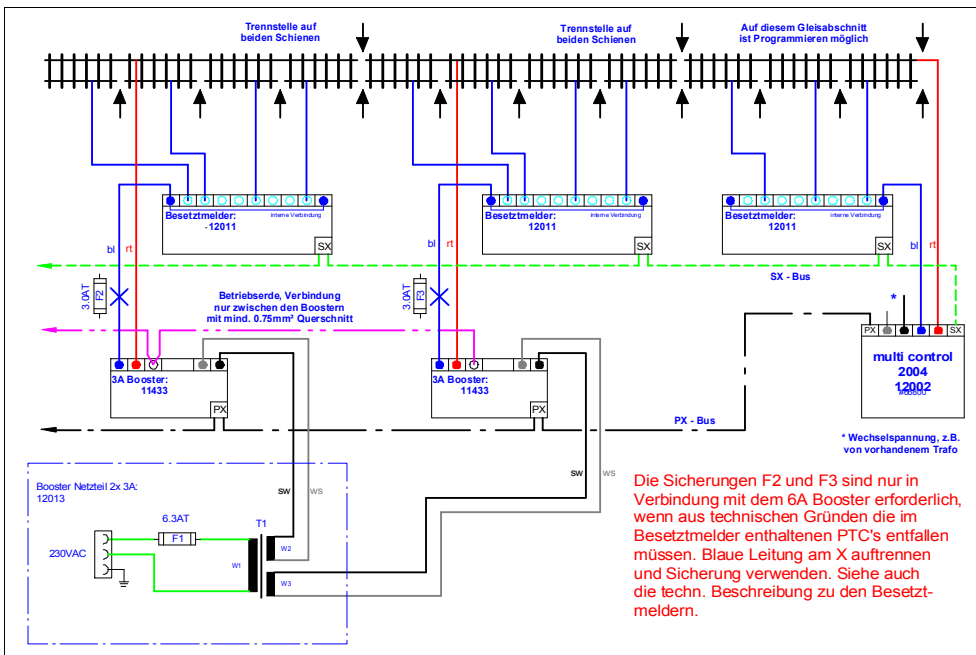 Trennstelle auf
beiden Schienen
Trennstelle auf
beiden Schienen
Auf diesem Gleisabschnitt
ist Programmieren möglich
Besetztmelder:
interne Verbindung
12011
SX
Besetztmelder:
interne Verbindung
12011
SX
Besetztmelder:
interne Verbindung
12011
SX
bl
rt
bl
rt
bl
rt
SX - Bus
3.0AT
F2
3.0AT
F3
Betriebserde, Verbindung
nur zwischen den Boostern
mit mind. 0.75mm² Querschnitt
*
PX
SX
multi control
2004
12002
3A Booster:
11433
PX
3A Booster:
11433
PX
PX - Bus
* Wechselspannung, z.B.
von vorhandenem Trafo
Booster Netzteil 2x 3A:
12013
sw
ws
sw
ws
6.3AT
F1
T1
230VAC
W1
W2
W3
Die Sicherungen F2 und F3 sind nur in
Verbindung mit dem 6A Booster erforderlich,
wenn aus technischen Gründen die im
Besetztmelder enthaltenen PTC's entfallen
müssen. Blaue Leitung am X auftrennen
und Sicherung verwenden. Siehe auch
die techn. Beschreibung zu den Besetzt-
meldern.